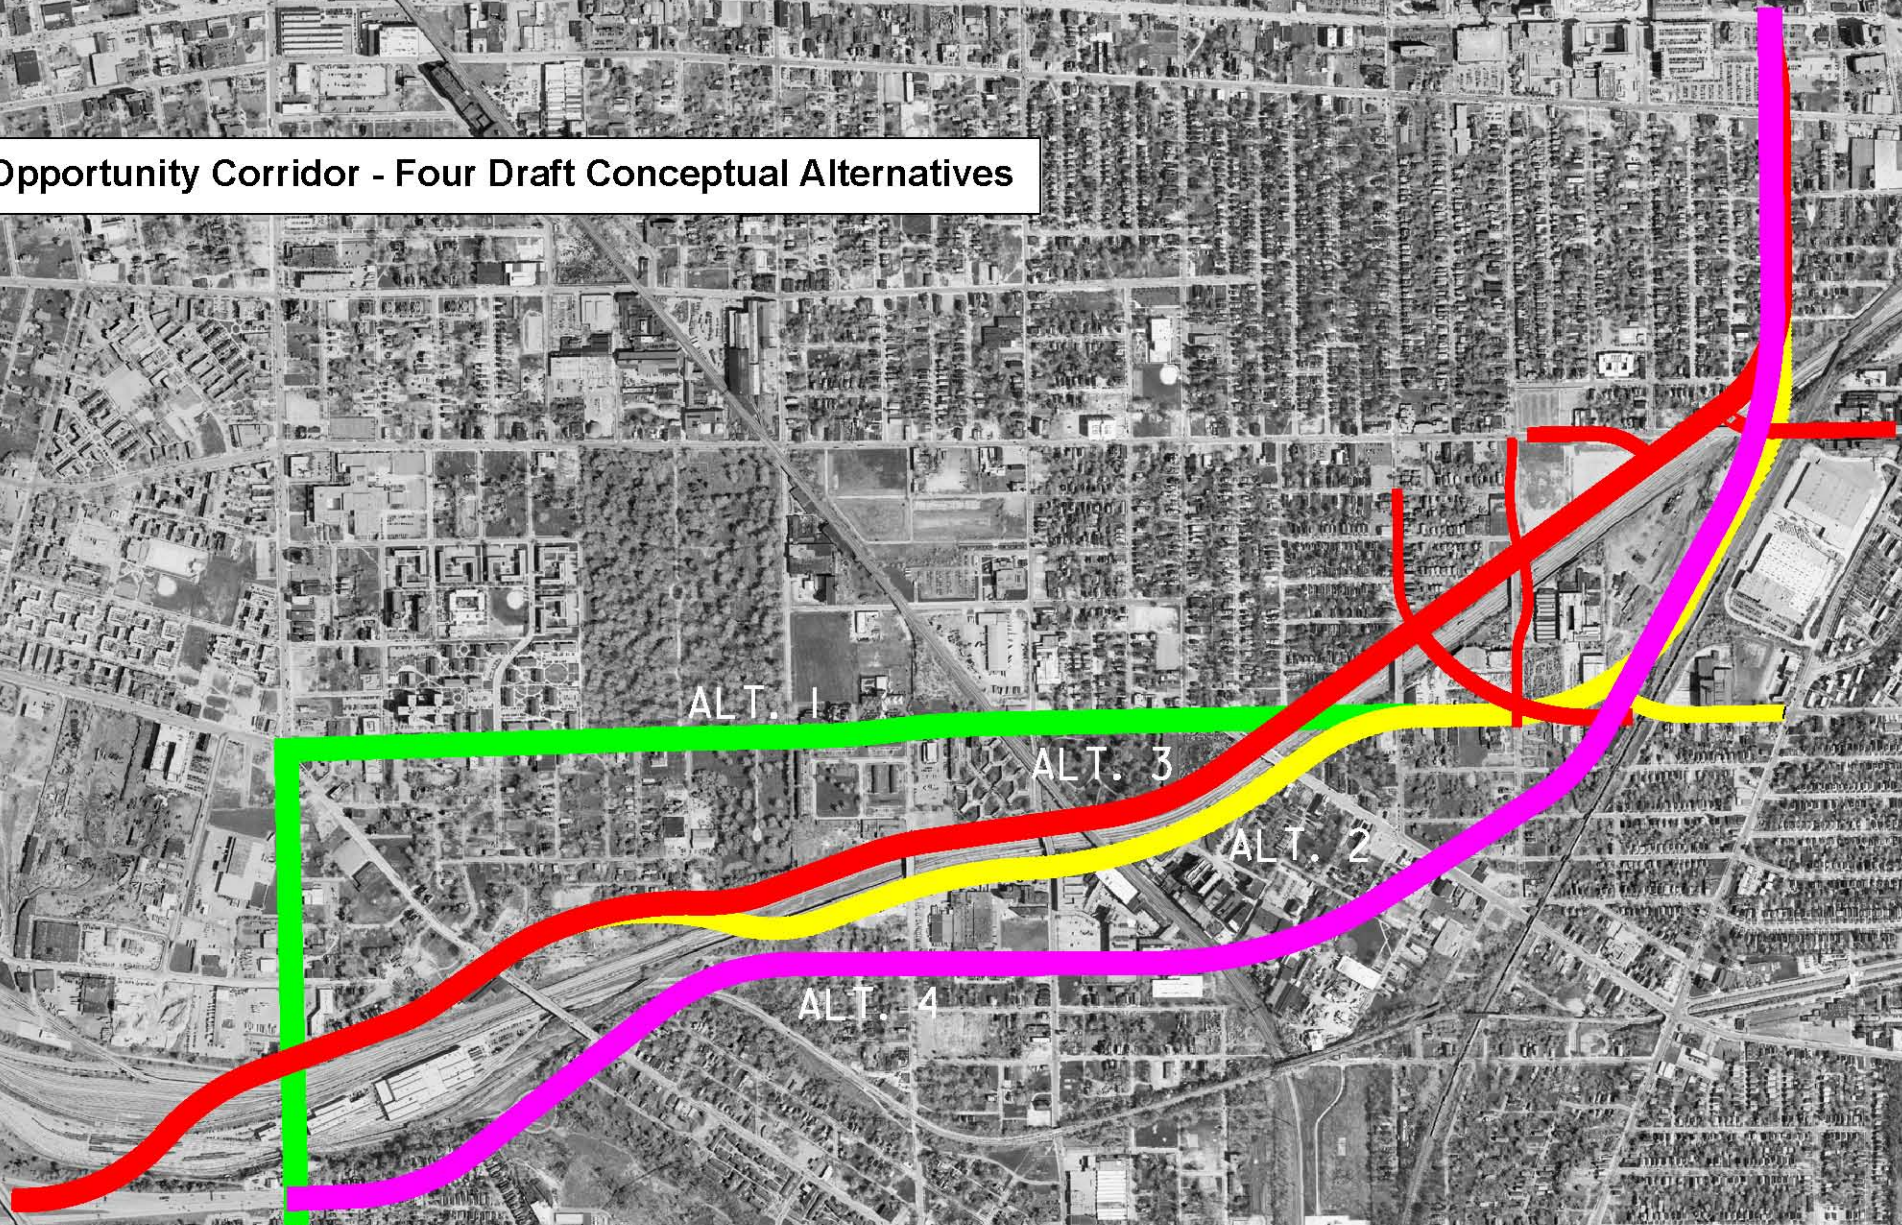 Opportunity Corridor - Four Draft Conceptual Alternatives
ALT. 1
ALT. 3
ALT. 2
ALT. 4